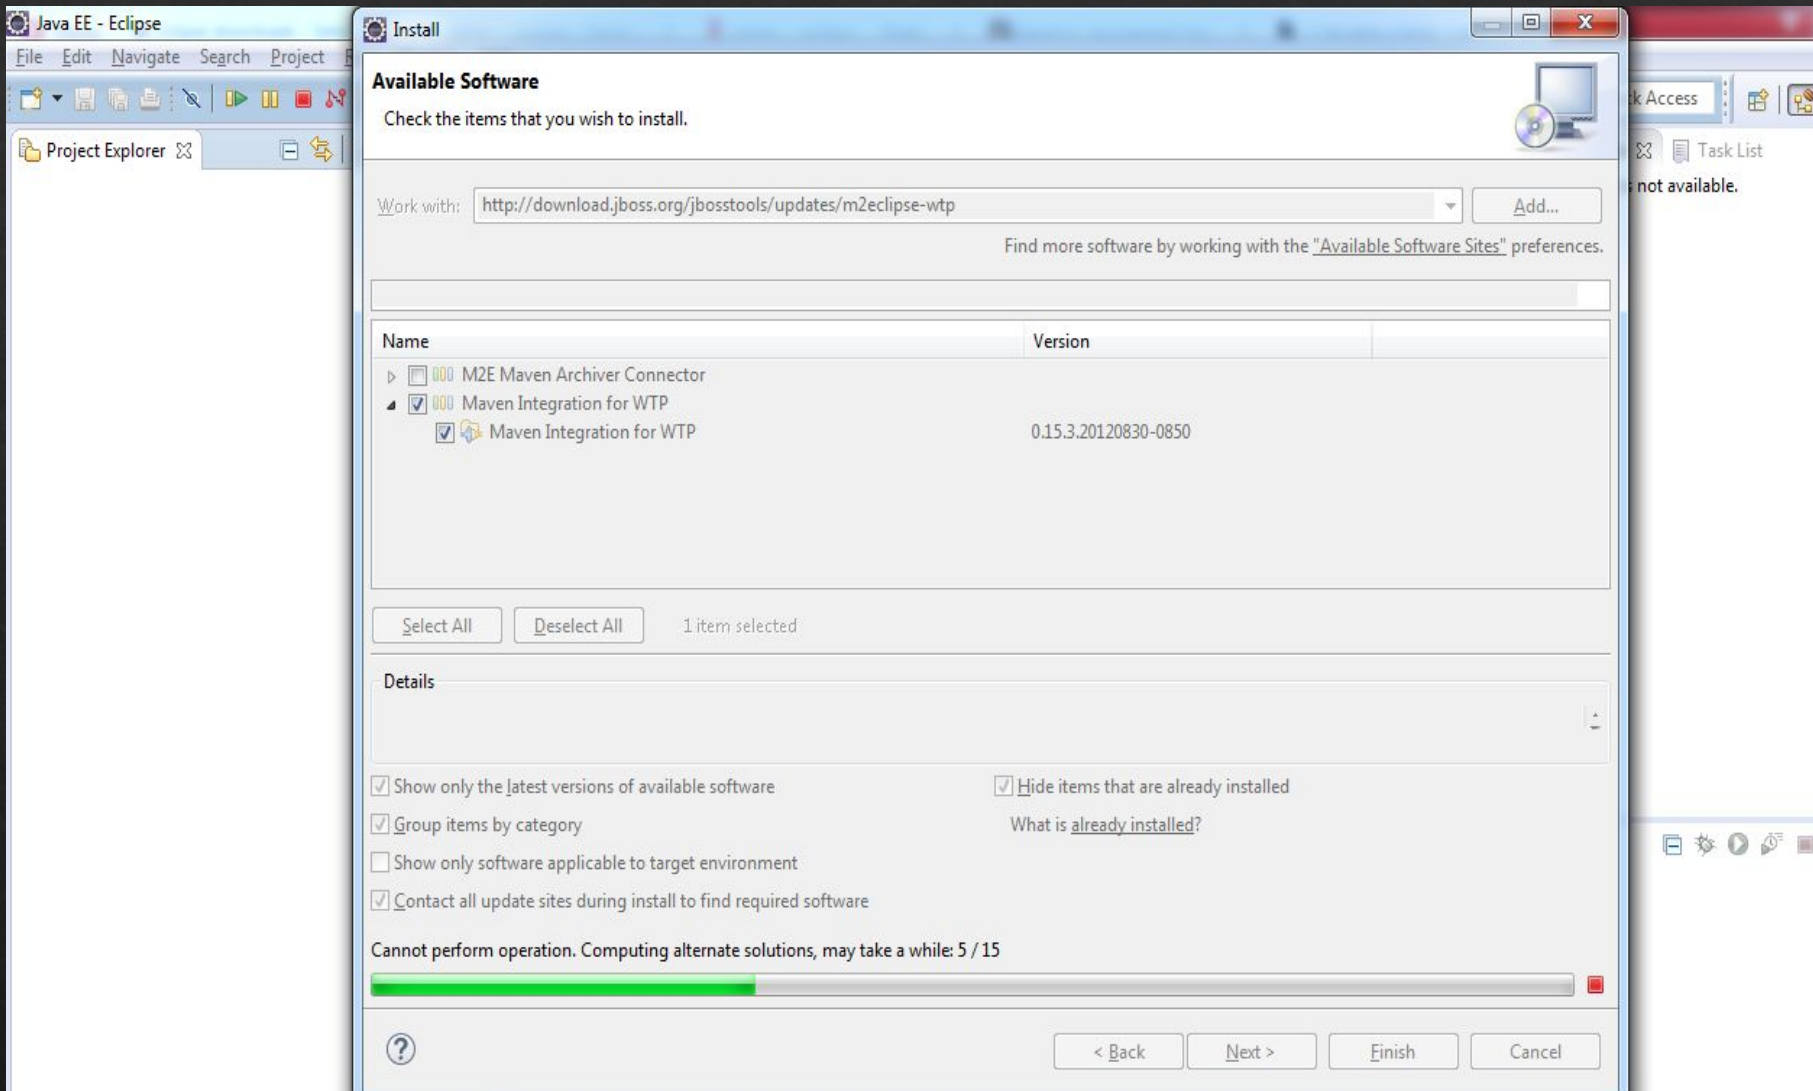 Java EE - Eclipse
Install
File Edit Navigate Search Project
Available Software
Check the items that you wish to install.
Access
Project Explorer
Task List
not available.
Work with: http://download.jboss.org/jbosstools/updates/m2eclipse-wtp Add...
Find more software by working with the "Available Software Sites" preferences.
Name Version
M2E Maven Archiver Connector
Maven Integration for WTP
Maven Integration for WTP 0.15.3.20120830-0850
Select All Deselect All 1 item selected
Details
Show only the latest versions of available software Hide items that are already installed
Group items by category What is already installed?
Show only software applicable to target environment
Contact all update sites during install to find required software
Cannot perform operation. Computing alternate solutions, may take a while: 5 / 15
< Back Next > Finish Cancel